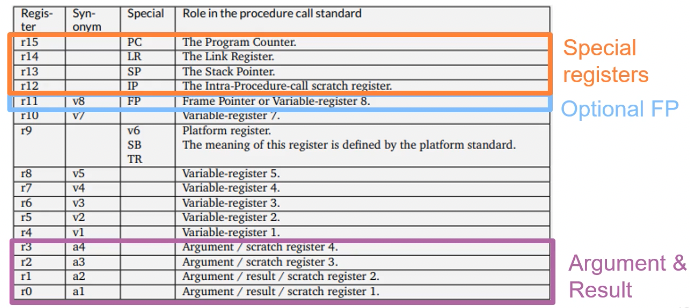 Regis- Syn- Special Role in the procedure call standard
ter onym
r15 PC The Program Counter.
r14 LR The Link Register.
r13 SP The Stack Pointer.
r12 IP The Intra-Procedure-call scratch register.
Special
registers
r11 v8 FP Frame Pointer or Variable-register 8.
Optional FP
r10 v7 Variable-register 7.
r9 v6 Platform register.
SB The meaning of this register is defined by the platform standard.
TR
r8 v5 Variable-register 5.
r7 v4 Variable-register 4.
r6 v3 Variable-register 3.
r5 v2 Variable-register 2.
r4 v1 Variable-register 1.
r3 a4 Argument / scratch register 4.
r2 a3 Argument / scratch register 3.
r1 a2 Argument / result / scratch register 2.
r0 a1 Argument / result / scratch register 1.
Argument &
Result